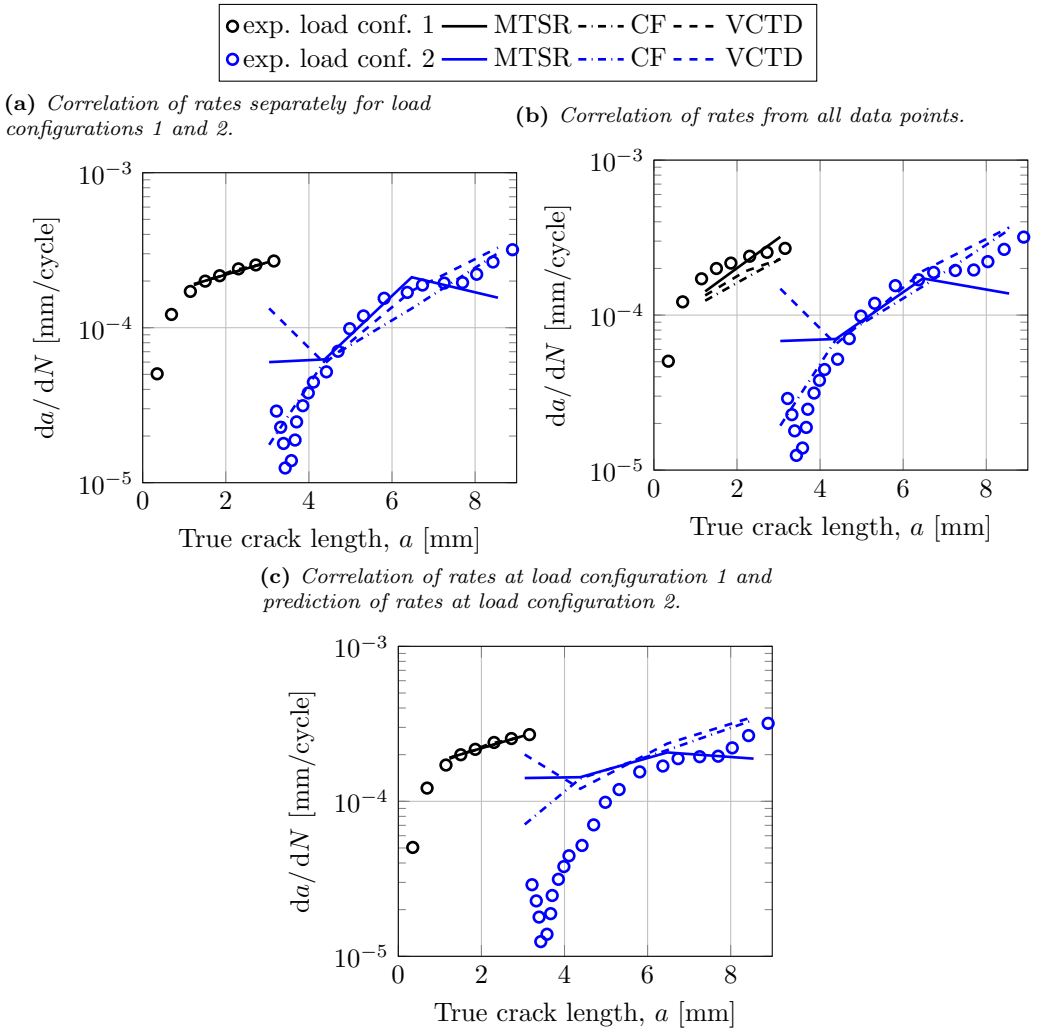 exp. load conf. 1 MTSR CF VCTD
exp. load conf. 2 MTSR CF VCTD
(a) Correlation of rates separately for load
configurations 1 and 2.
10⁻³
10⁻⁴
10⁻⁵
da/ dN [mm/cycle]
0 2 4 6 8
True crack length, a [mm]
(b) Correlation of rates from all data points.
10⁻³
10⁻⁴
10⁻⁵
da/ dN [mm/cycle]
0 2 4 6 8
True crack length, a [mm]
(c) Correlation of rates at load configuration 1 and
prediction of rates at load configuration 2.
10⁻³
10⁻⁴
10⁻⁵
da/ dN [mm/cycle]
0 2 4 6 8
True crack length, a [mm]